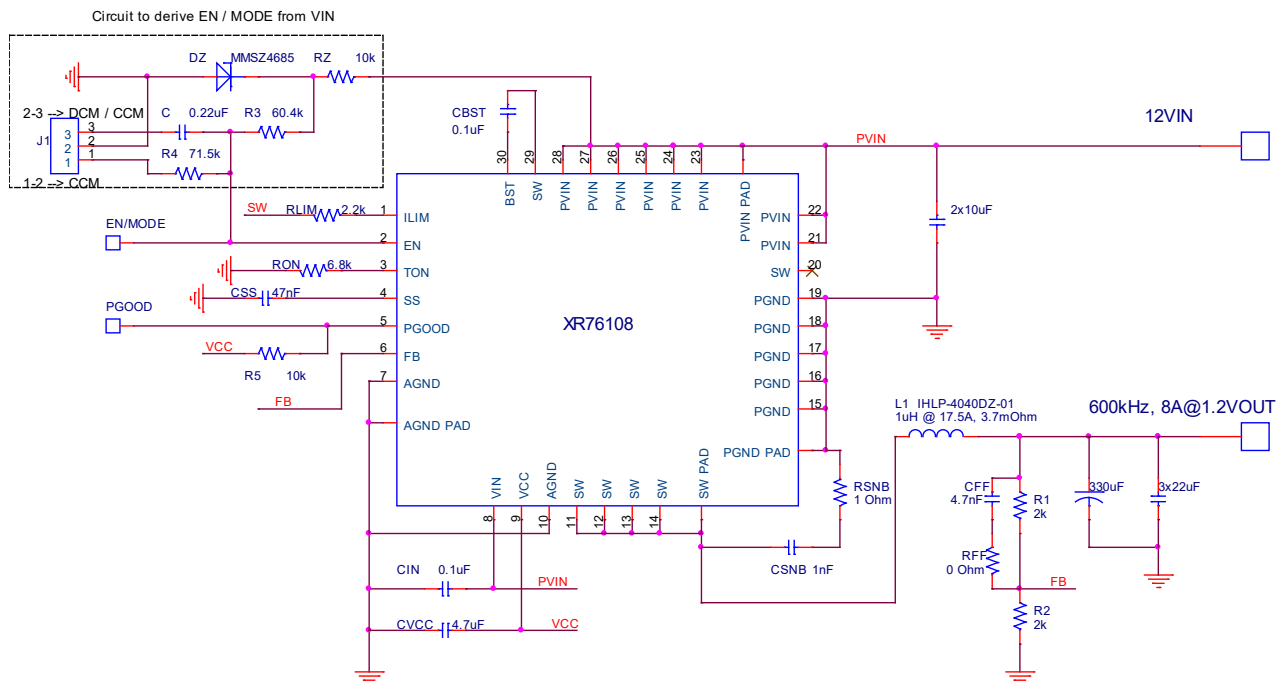 Circuit to derive EN / MODE from VIN
DZ MMSZ4685 RZ 10k
2-3 --> DCM / CCM
C 0.22uF R3 60.4k
J1
3 3
2 2
1 1
R4 71.5k
1-2 --> CCM
CBST
0.1uF
12VIN
PVIN
30 29 28 27 26 25 24 23
BST SW PVIN PVIN PVIN PVIN PVIN PVIN PVIN PAD
SW RLIM 2.2k 1 ILIM
EN/MODE
2 EN
RON 6.8k 3 TON
CSS 47nF 4 SS
PGOOD
5 PGOOD
VCC
R5 10k
6 FB
FB
7 AGND
AGND PAD
XR76108
PVIN 22
PVIN 21
SW 20
PGND 19
PGND 18
PGND 17
PGND 16
PGND 15
PGND PAD
2x10uF
VIN VCC AGND SW SW SW SW SW PAD
8 9 10 11 12 13 14
RSNB
1 Ohm
CSNB 1nF
CIN 0.1uF PVIN
CVCC 4.7uF VCC
L1 IHLP-4040DZ-01
1uH @ 17.5A, 3.7mOhm
600kHz, 8A@1.2VOUT
CFF
4.7nF
R1
2k
330uF
3x22uF
RFF
0 Ohm
FB
R2
2k